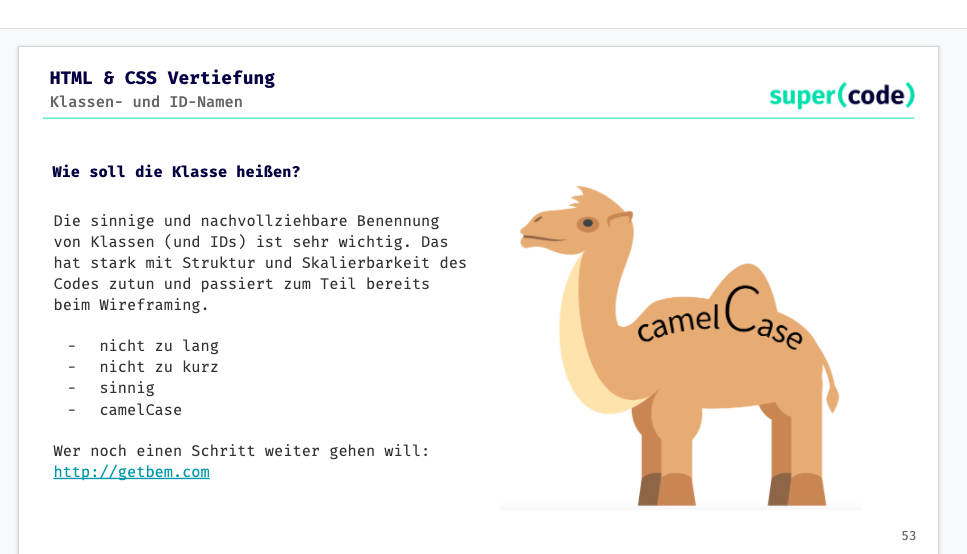 HTML & CSS Vertiefung
Klassen- und ID-Namen
super(code)
Wie soll die Klasse heißen?
Die sinnige und nachvollziehbare Benennung
von Klassen (und IDs) ist sehr wichtig. Das
hat stark mit Struktur und Skalierbarkeit des
Codes zutun und passiert zum Teil bereits
beim Wireframing.
- nicht zu lang
- nicht zu kurz
- sinnig
- camelCase
Wer noch einen Schritt weiter gehen will:
http://getbem.com
camelCase
53